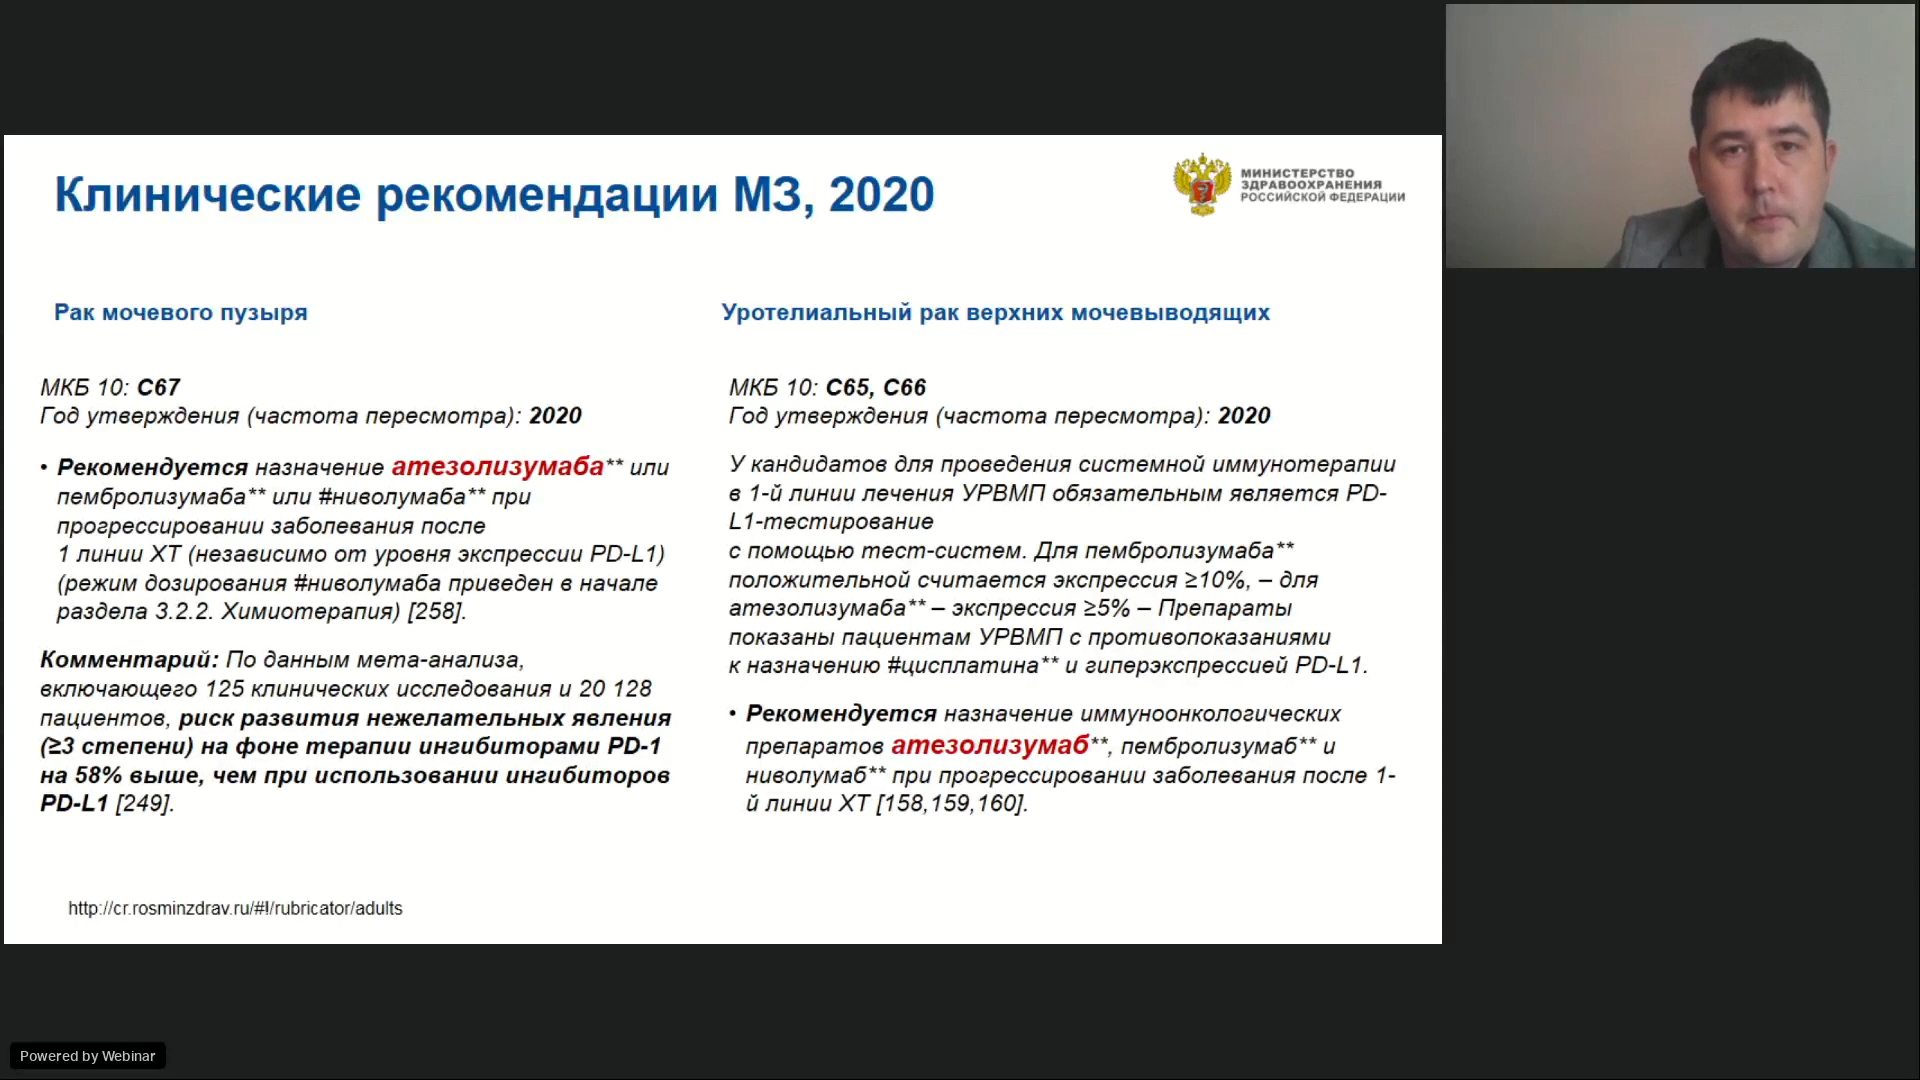 Клинические рекомендации МЗ, 2020
МИНИСТЕРСТВО
ЗДРАВООХРАНЕНИЯ
РОССИЙСКОЙ ФЕДЕРАЦИИ
Рак мочевого пузыря
МКБ 10: C67
Год утверждения (частота пересмотра): 2020
• Рекомендуется назначение атезолизумаба** или
пембролизумаба** или #ниволумаба** при
прогрессировании заболевания после
1 линии ХТ (независимо от уровня экспрессии PD-L1)
(режим дозирования #ниволумаба приведен в начале
раздела 3.2.2. Химиотерапия) [258].
Комментарий: По данным мета-анализа,
включающего 125 клинических исследования и 20 128
пациентов, риск развития нежелательных явления
(≥3 степени) на фоне терапии ингибиторами PD-1
на 58% выше, чем при использовании ингибиторов
PD-L1 [249].
Уротелиальный рак верхних мочевыводящих
МКБ 10: C65, C66
Год утверждения (частота пересмотра): 2020
У кандидатов для проведения системной иммунотерапии
в 1-й линии лечения УРВМП обязательным является PD-
L1-тестирование
с помощью тест-систем. Для пембролизумаба**
положительной считается экспрессия ≥10%, – для
атезолизумаба** – экспрессия ≥5% – Препараты
показаны пациентам УРВМП с противопоказаниями
к назначению #цисплатина** и гиперэкспрессией PD-L1.
• Рекомендуется назначение иммуноонкологических
препаратов атезолизумаб**, пембролизумаб** и
ниволумаб** при прогрессировании заболевания после 1-
й линии ХТ [158,159,160].
http://cr.rosminzdrav.ru/#!/rubricator/adults
Powered by Webinar